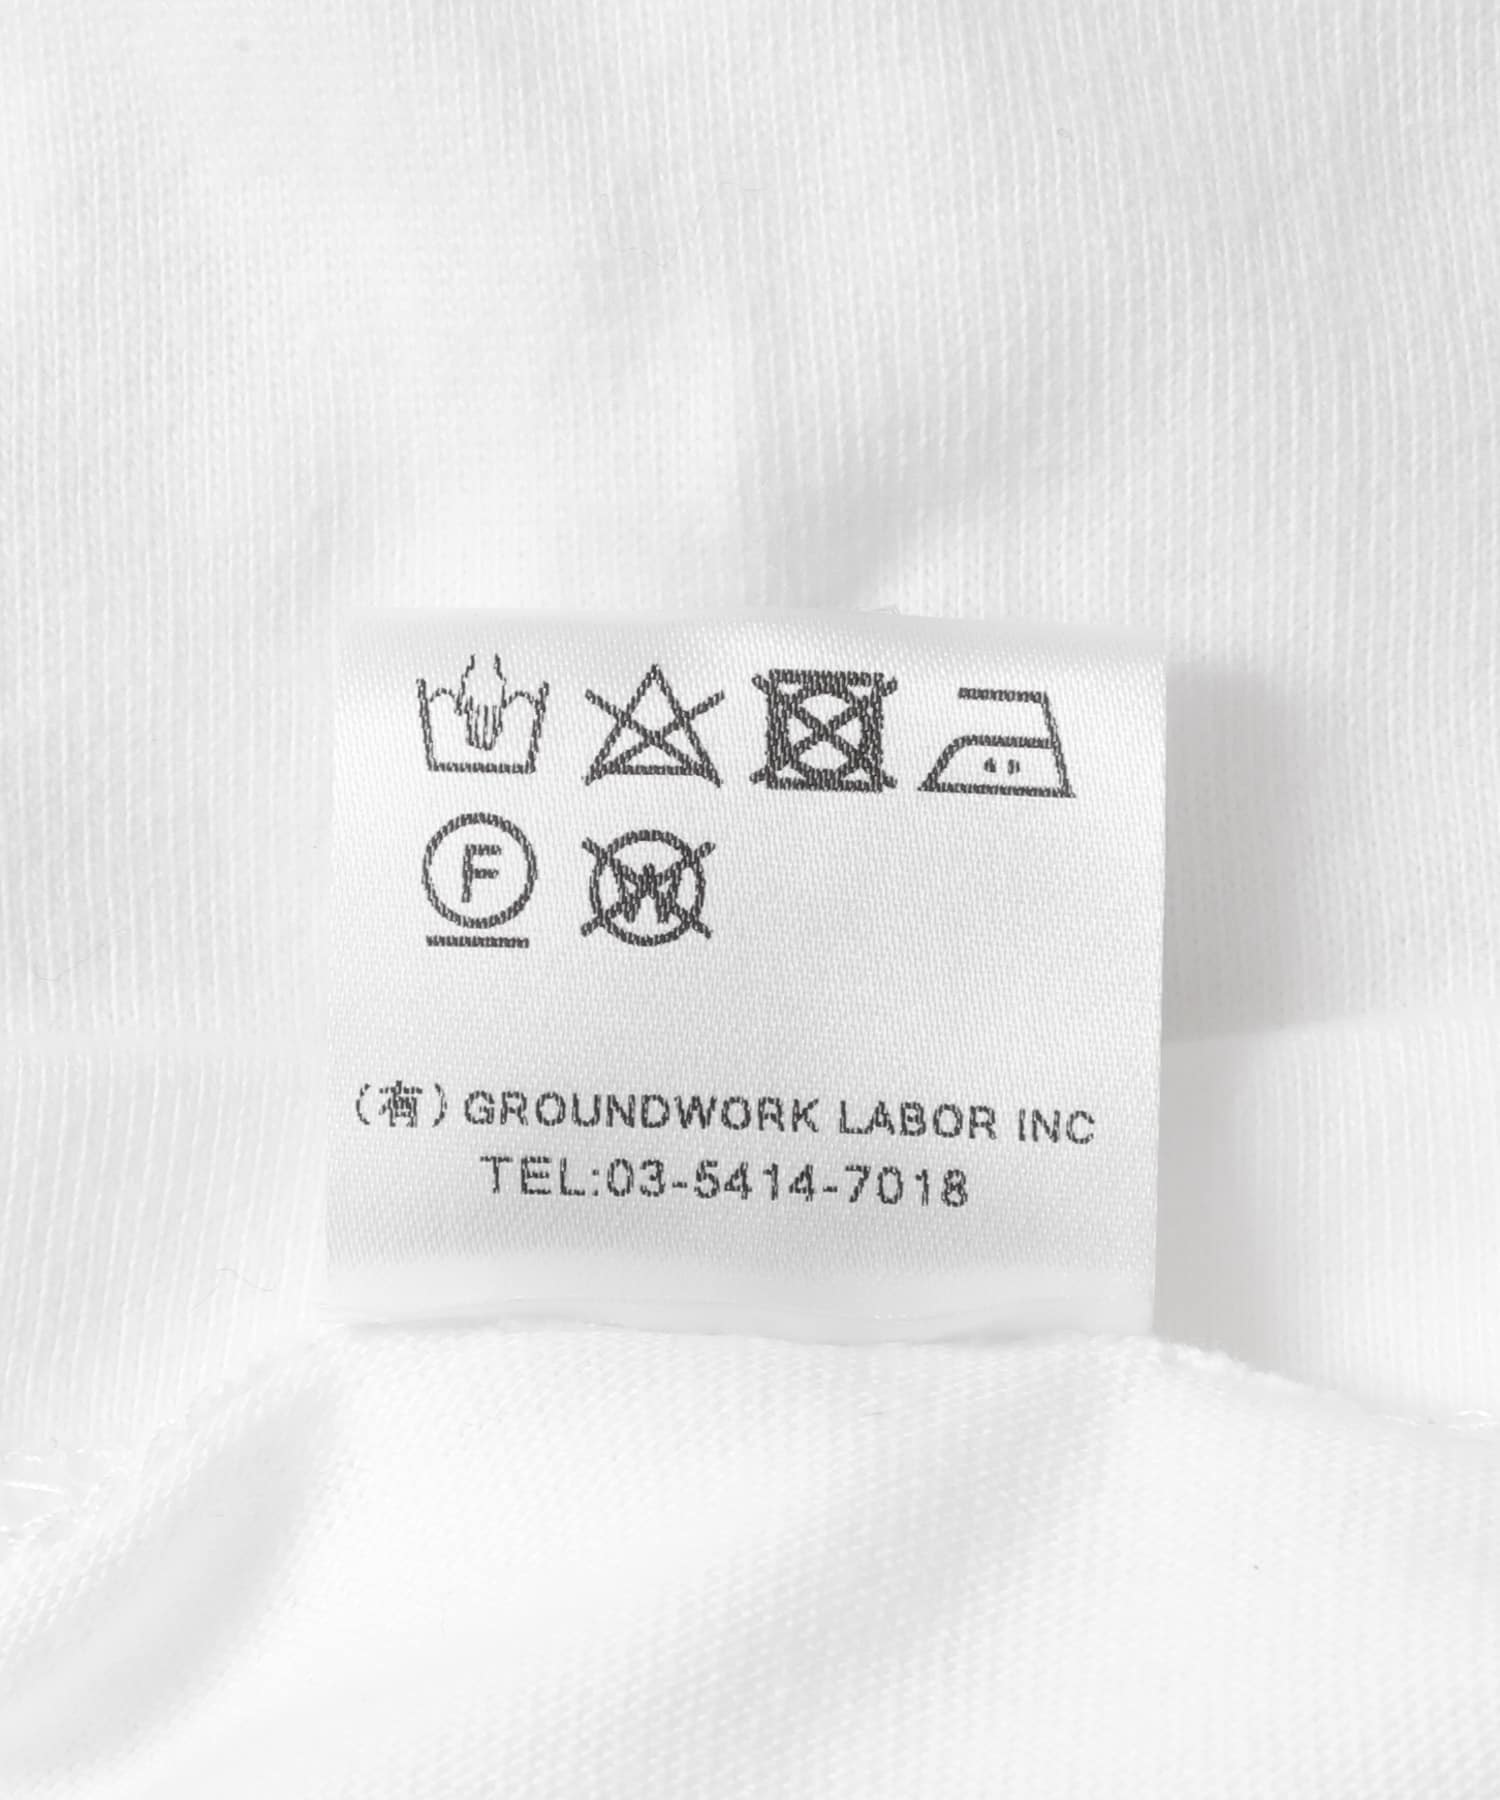 F
W
（有）GROUNDWORK LABOR INC
TEL:03-5414-7018